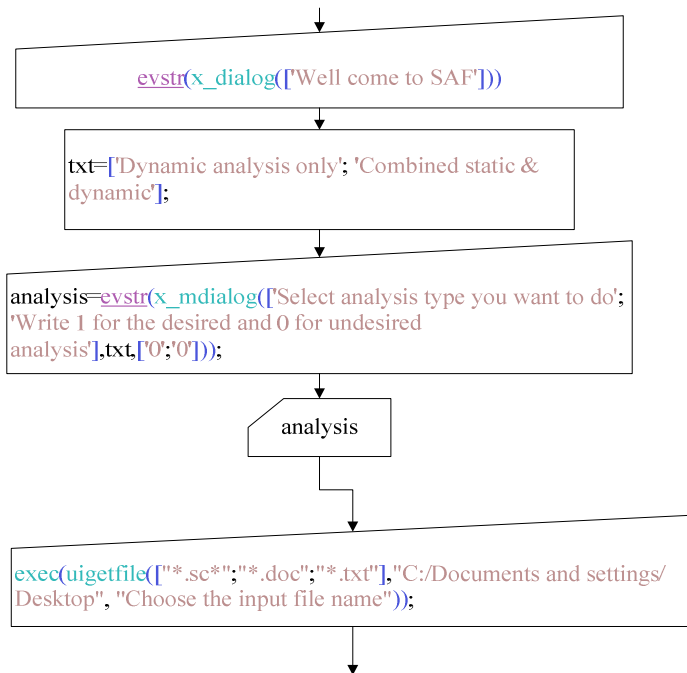 evstr(x_dialog(['Well come to SAF']))
txt=['Dynamic analysis only'; 'Combined static &
dynamic'];
analysis=evstr(x_mdialog(['Select analysis type you want to do';
'Write 1 for the desired and 0 for undesired
analysis'],txt,['0';'0']));
analysis
exec(uigetfile(["*.sc*";"*.doc";"*.txt"],"C:/Documents and settings/
Desktop", "Choose the input file name"));